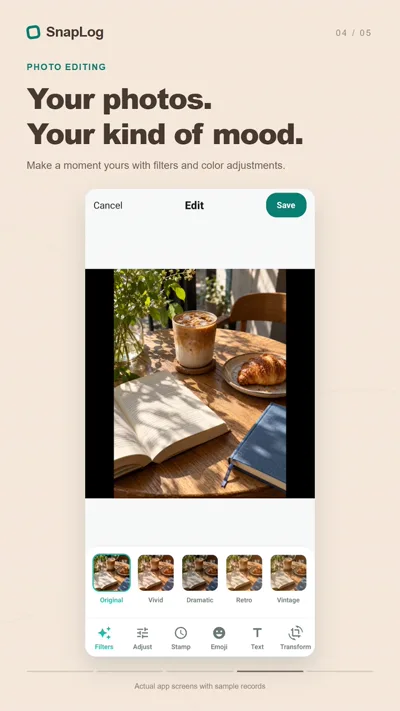 SnapLog
04 / 05
PHOTO EDITING
Your photos.
Your kind of mood.
Make a moment yours with filters and color adjustments.
Cancel
Edit
Save
Original
Vivid
Dramatic
Retro
Vintage
Filters
Adjust
Stamp
Emoji
Text
Transform
Actual app screens with sample records